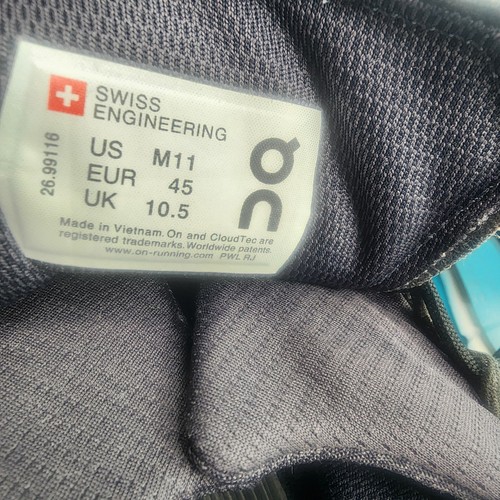 SWISS
ENGINEERING
US M11
EUR 45
UK 10.5
26.99116
On
Made in Vietnam. On and CloudTec are
registered trademarks. Worldwide patents.
www.on-running.com PWL RJ